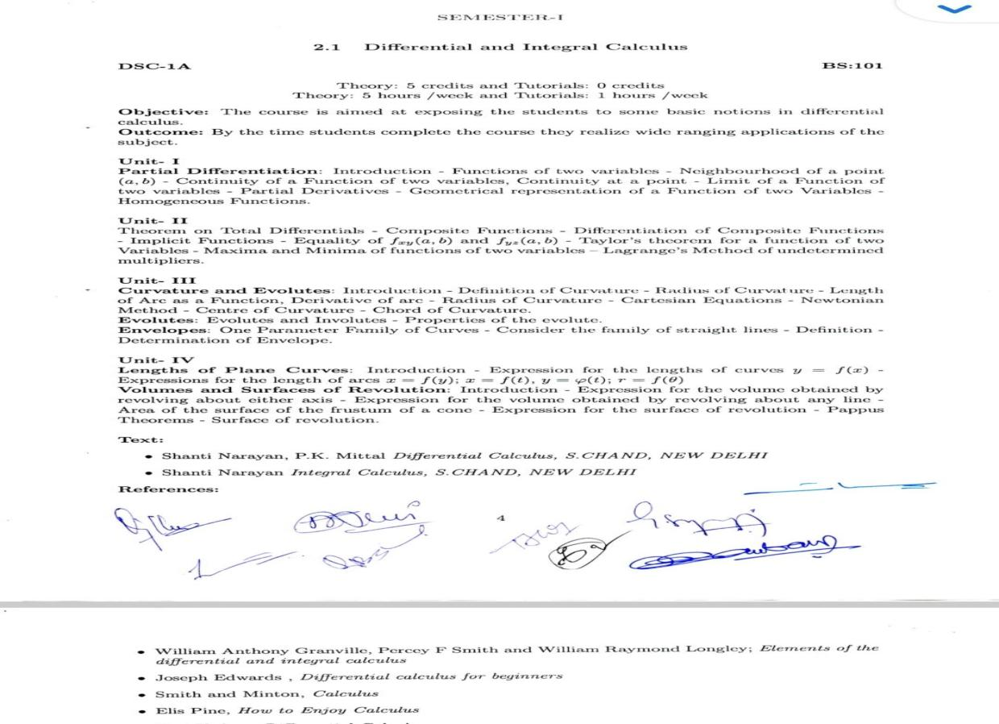 SEMESTER-I
2.1 Differential and Integral Calculus
DSC-1A BS:101
Theory: 5 credits and Tutorials: 0 credits
Theory: 5 hours /week and Tutorials: 1 hours /week
Objective: The course is aimed at exposing the students to some basic notions in differential
calculus.
Outcome: By the time students complete the course they realize wide ranging applications of the
subject.
Unit- I
Partial Differentiation: Introduction - Functions of two variables - Neighbourhood of a point
(a, b) - Continuity of a Function of two variables, Continuity at a point - Limit of a Function of
two variables - Partial Derivatives - Geometrical representation of a Function of two Variables -
Homogeneous Functions.
Unit- II
Theorem on Total Differentials - Composite Functions - Differentiation of Composite Functions
- Implicit Functions - Equality of fxy(a, b) and fyz(a, b) - Taylor's theorem for a function of two
Variables - Maxima and Minima of functions of two variables – Lagrange's Method of undetermined
multipliers.
Unit- III
Curvature and Evolutes: Introduction - Definition of Curvature - Radius of Curvature - Length
of Arc as a Function, Derivative of arc - Radius of Curvature - Cartesian Equations - Newtonian
Method - Centre of Curvature - Chord of Curvature.
Evolutes: Evolutes and Involutes - Properties of the evolute.
Envelopes: One Parameter Family of Curves - Consider the family of straight lines - Definition -
Determination of Envelope.
Unit- IV
Lengths of Plane Curves: Introduction - Expression for the lengths of curves y = f(x) -
Expressions for the length of arcs x = f(y); x = f(t), y = φ(t); r = f(θ)
Volumes and Surfaces of Revolution: Introduction - Expression for the volume obtained by
revolving about either axis - Expression for the volume obtained by revolving about any line -
Area of the surface of the frustum of a cone - Expression for the surface of revolution - Pappus
Theorems - Surface of revolution.
Text:
• Shanti Narayan, P.K. Mittal Differential Calculus, S.CHAND, NEW DELHI
• Shanti Narayan Integral Calculus, S.CHAND, NEW DELHI
References:
4
• William Anthony Granville, Percey F Smith and William Raymond Longley; Elements of the
differential and integral calculus
• Joseph Edwards , Differential calculus for beginners
• Smith and Minton, Calculus
• Elis Pine, How to Enjoy Calculus